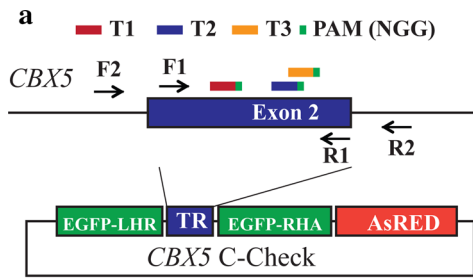 a
T1 T2 T3 PAM (NGG)
CBX5 F2 F1
Exon 2
R1 R2
EGFP-LHR TR EGFP-RHA AsRED
CBX5 C-Check